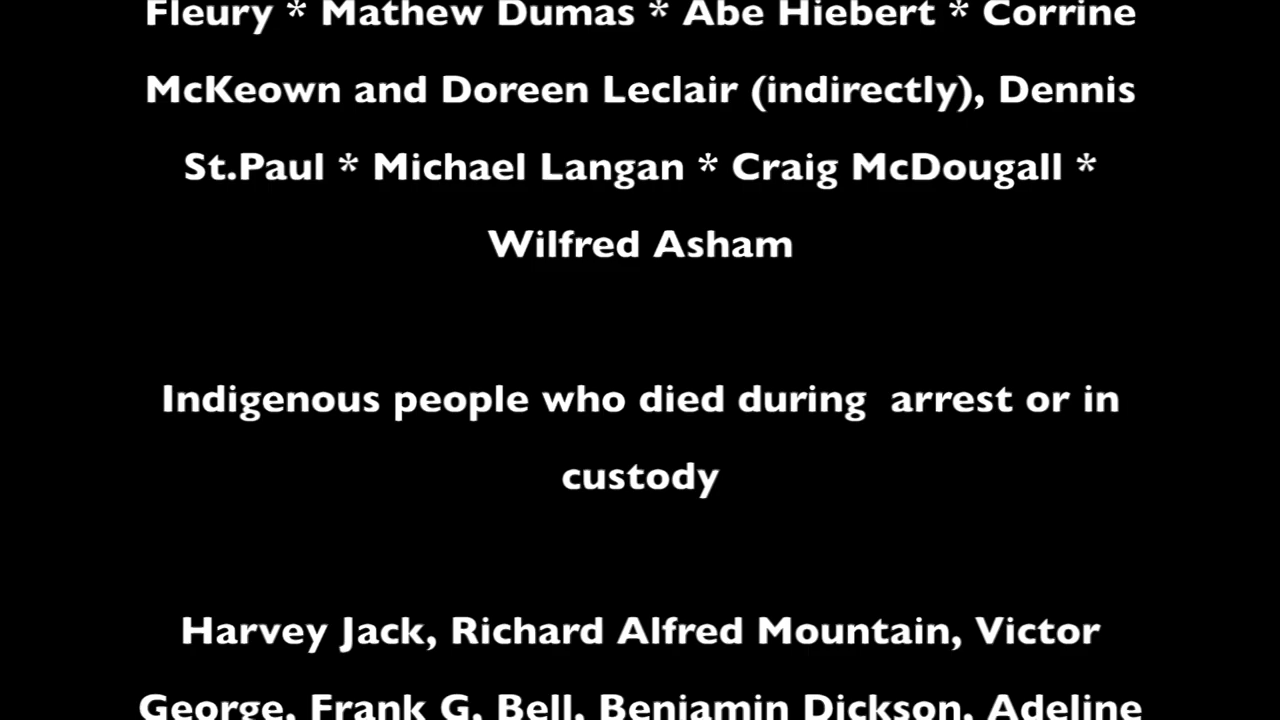 Fleury * Mathew Dumas * Abe Hiebert * Corrine
McKeown and Doreen Leclair (indirectly), Dennis
St.Paul * Michael Langan * Craig McDougall *
Wilfred Asham
Indigenous people who died during  arrest or in
custody
Harvey Jack, Richard Alfred Mountain, Victor
George, Frank G. Bell, Benjamin Dickson, Adeline